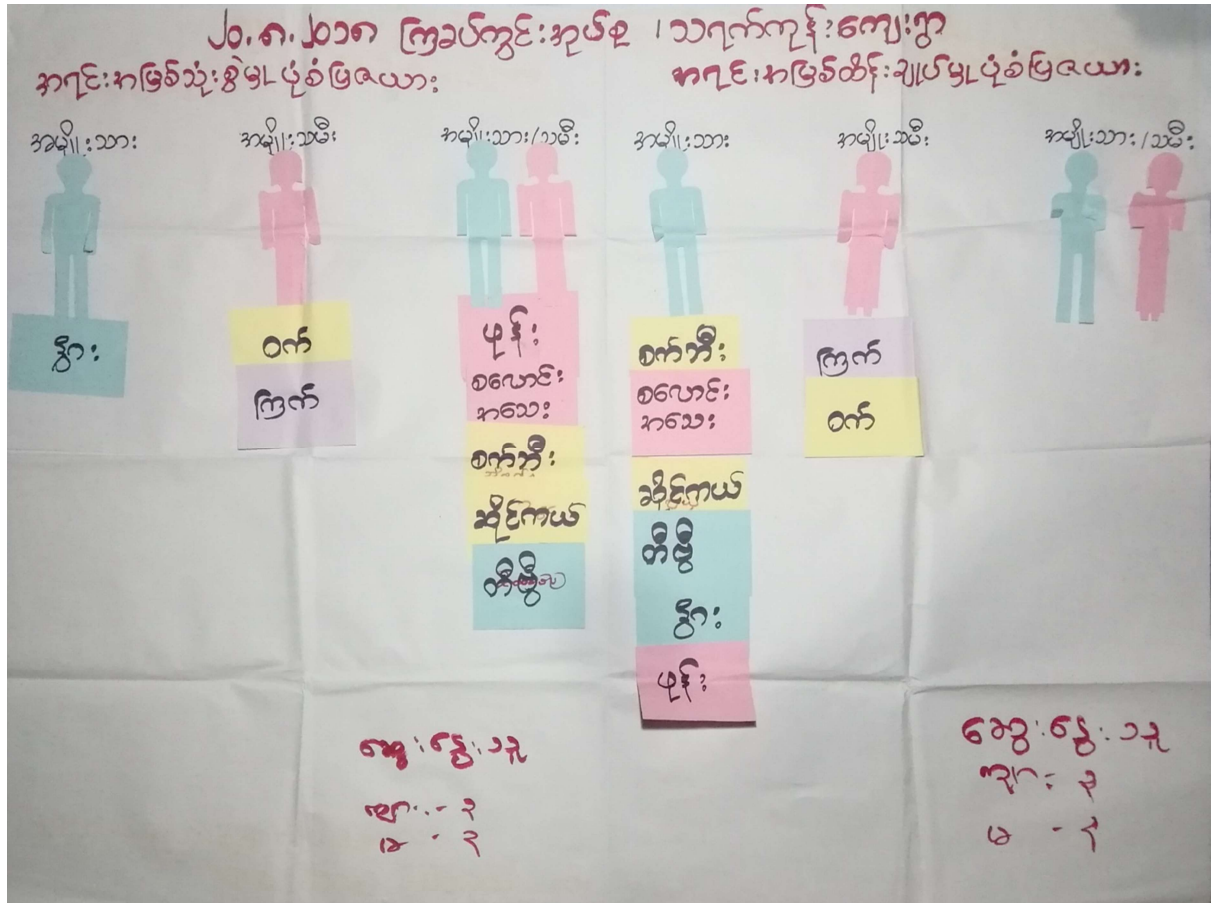 ၂၀.၈.၂၀၁၈ ကြခပ်ကွင်းအုပ်စု / သရက်ကုန်းကျေးရွာ
အရင်းအမြစ်သုံးစွဲမှုပုံစံပြဇယား
အရင်းအမြစ်ထိန်းချုပ်မှုပုံစံပြဇယား
အမျိုးသား
အမျိုးသမီး
အမျိုးသား/သမီး
အမျိုးသား
အမျိုးသမီး
အမျိုးသား/သမီး
နွား
ဝက်
ကြက်
ဖုန်း
စလောင်း
အသေး
စက်ဘီး
ဆိုင်ကယ်
တီဗွီ
စက်ဘီး
စလောင်း
အသေး
ဆိုင်ကယ်
တီဗွီ
နွား
ဖုန်း
ကြက်
ဝက်
ဆွေးနွေးသူ
ကျား - ၃
မ - ၃
ဆွေးနွေးသူ
ကျား - ၃
မ -